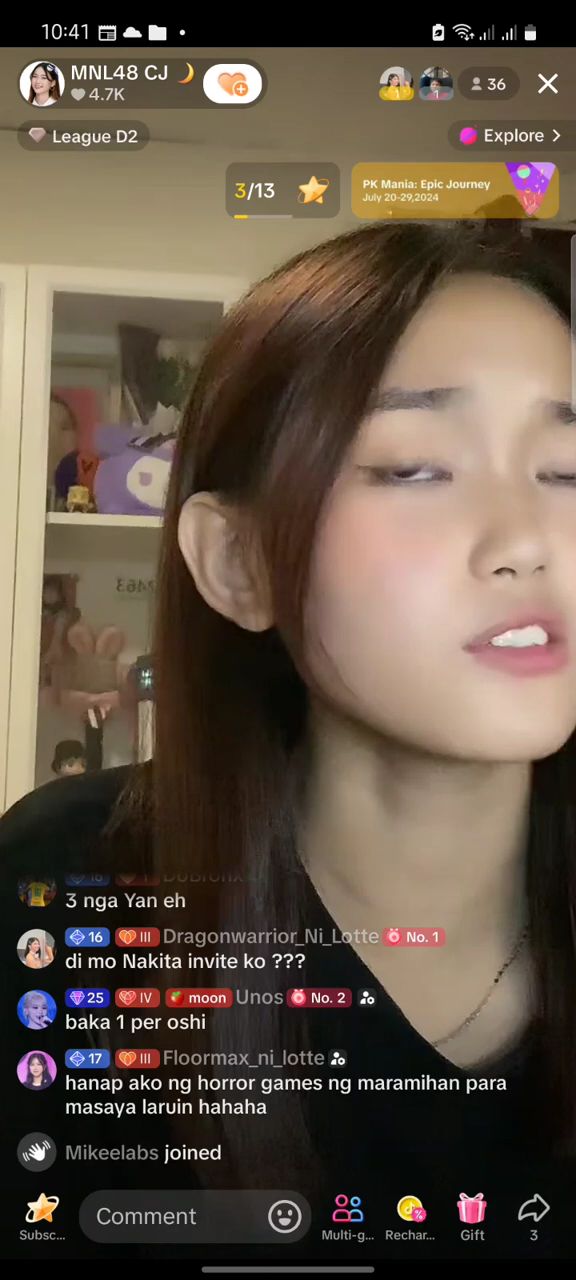 10:41
MNL48 CJ 🌙
4.7K
36
League D2
Explore >
3/13
PK Mania: Epic Journey
July 20-29,2024
3 nga Yan eh
16 III Dragonwarrior_Ni_Lotte No. 1
di mo Nakita invite ko ???
25 IV moon Unos No. 2
baka 1 per oshi
17 III Floormax_ni_lotte
hanap ako ng horror games ng maramihan para
masaya laruin hahaha
Mikeelabs joined
Subsc...
Comment
Multi-g...
Rechar...
Gift
3